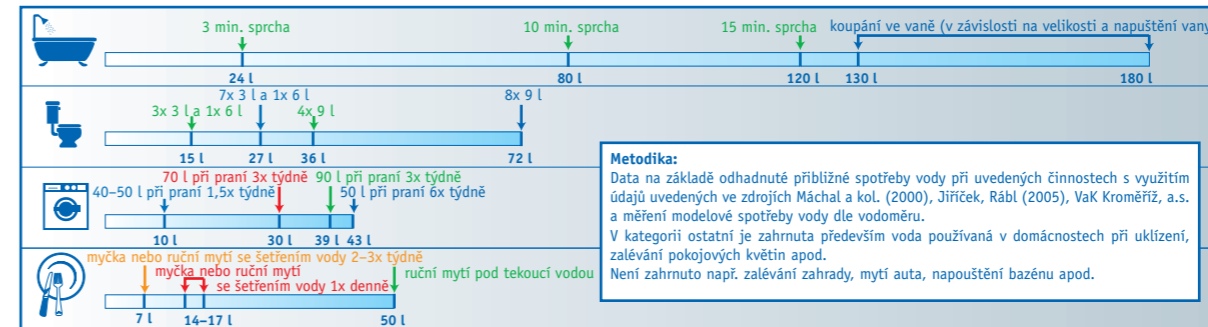 3 min. sprcha
10 min. sprcha
15 min. sprcha
koupání ve vaně (v závislosti na velikosti a napuštění vany
24 l
80 l
120 l
130 l
180 l
7x 3 l a 1x 6 l
8x 9 l
3x 3 l a 1x 6 l
4x 9 l
15 l
27 l
36 l
72 l
70 l při praní 3x týdně
90 l při praní 3x týdně
40–50 l při praní 1,5x týdně
50 l při praní 6x týdně
10 l
30 l
39 l
43 l
myčka nebo ruční mytí se šetřením vody 2–3x týdně
myčka nebo ruční mytí
se šetřením vody 1x denně
ruční mytí pod tekoucí vodou
7 l
14–17 l
50 l
Metodika:
Data na základě odhadnuté přibližné spotřeby vody při uvedených činnostech s využitím
údajů uvedených ve zdrojích Máchal a kol. (2000), Jiříček, Rábl (2005), VaK Kroměříž, a.s.
a měření modelové spotřeby vody dle vodoměru.
V kategorii ostatní je zahrnuta především voda používaná v domácnostech při uklízení,
zalévání pokojových květin apod.
Není zahrnuto např. zalévání zahrady, mytí auta, napouštění bazénu apod.